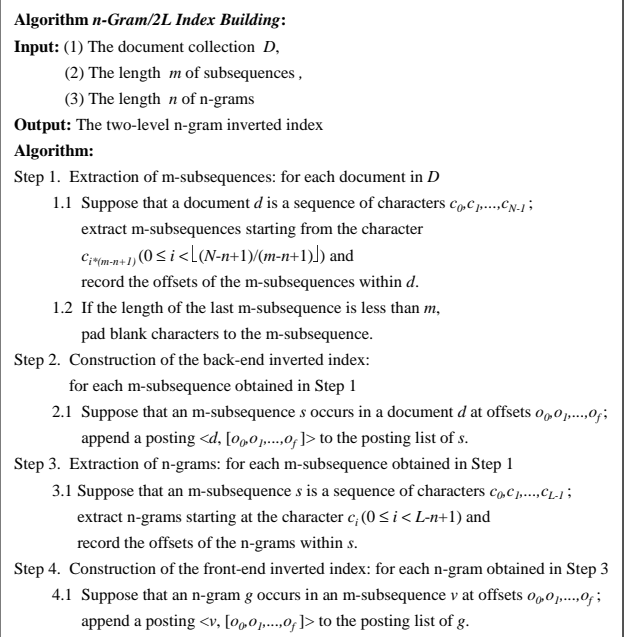 Algorithm n-Gram/2L Index Building:
Input: (1) The document collection D,
(2) The length m of subsequences ,
(3) The length n of n-grams
Output: The two-level n-gram inverted index
Algorithm:
Step 1. Extraction of m-subsequences: for each document in D
1.1 Suppose that a document d is a sequence of characters c₀,c₁,...,c_{N-1};
extract m-subsequences starting from the character
c_{i*(m-n+1)} (0 ≤ i < ⌊(N-n+1)/(m-n+1)⌋) and
record the offsets of the m-subsequences within d.
1.2 If the length of the last m-subsequence is less than m,
pad blank characters to the m-subsequence.
Step 2. Construction of the back-end inverted index:
for each m-subsequence obtained in Step 1
2.1 Suppose that an m-subsequence s occurs in a document d at offsets o₀,o₁,...,o_f;
append a posting <d, [o₀,o₁,...,o_f]> to the posting list of s.
Step 3. Extraction of n-grams: for each m-subsequence obtained in Step 1
3.1 Suppose that an m-subsequence s is a sequence of characters c₀,c₁,...,c_{L-1};
extract n-grams starting at the character c_i (0 ≤ i < L-n+1) and
record the offsets of the n-grams within s.
Step 4. Construction of the front-end inverted index: for each n-gram obtained in Step 3
4.1 Suppose that an n-gram g occurs in an m-subsequence v at offsets o₀,o₁,...,o_f;
append a posting <v, [o₀,o₁,...,o_f]> to the posting list of g.